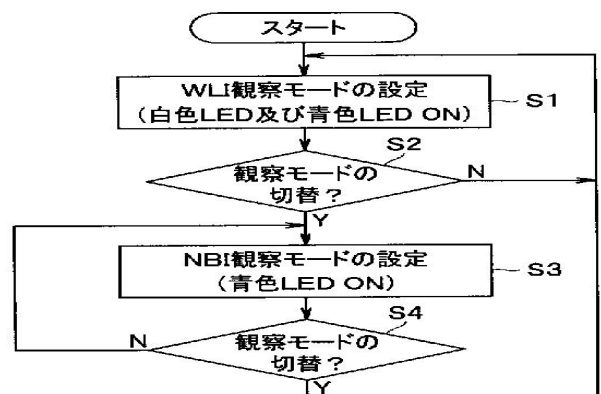 スタート
WLI観察モードの設定
(白色LED及び青色LED ON)
S1
S2
観察モードの
切替?
N
Y
NBI観察モードの設定
(青色LED ON)
S3
S4
観察モードの
切替?
N
Y